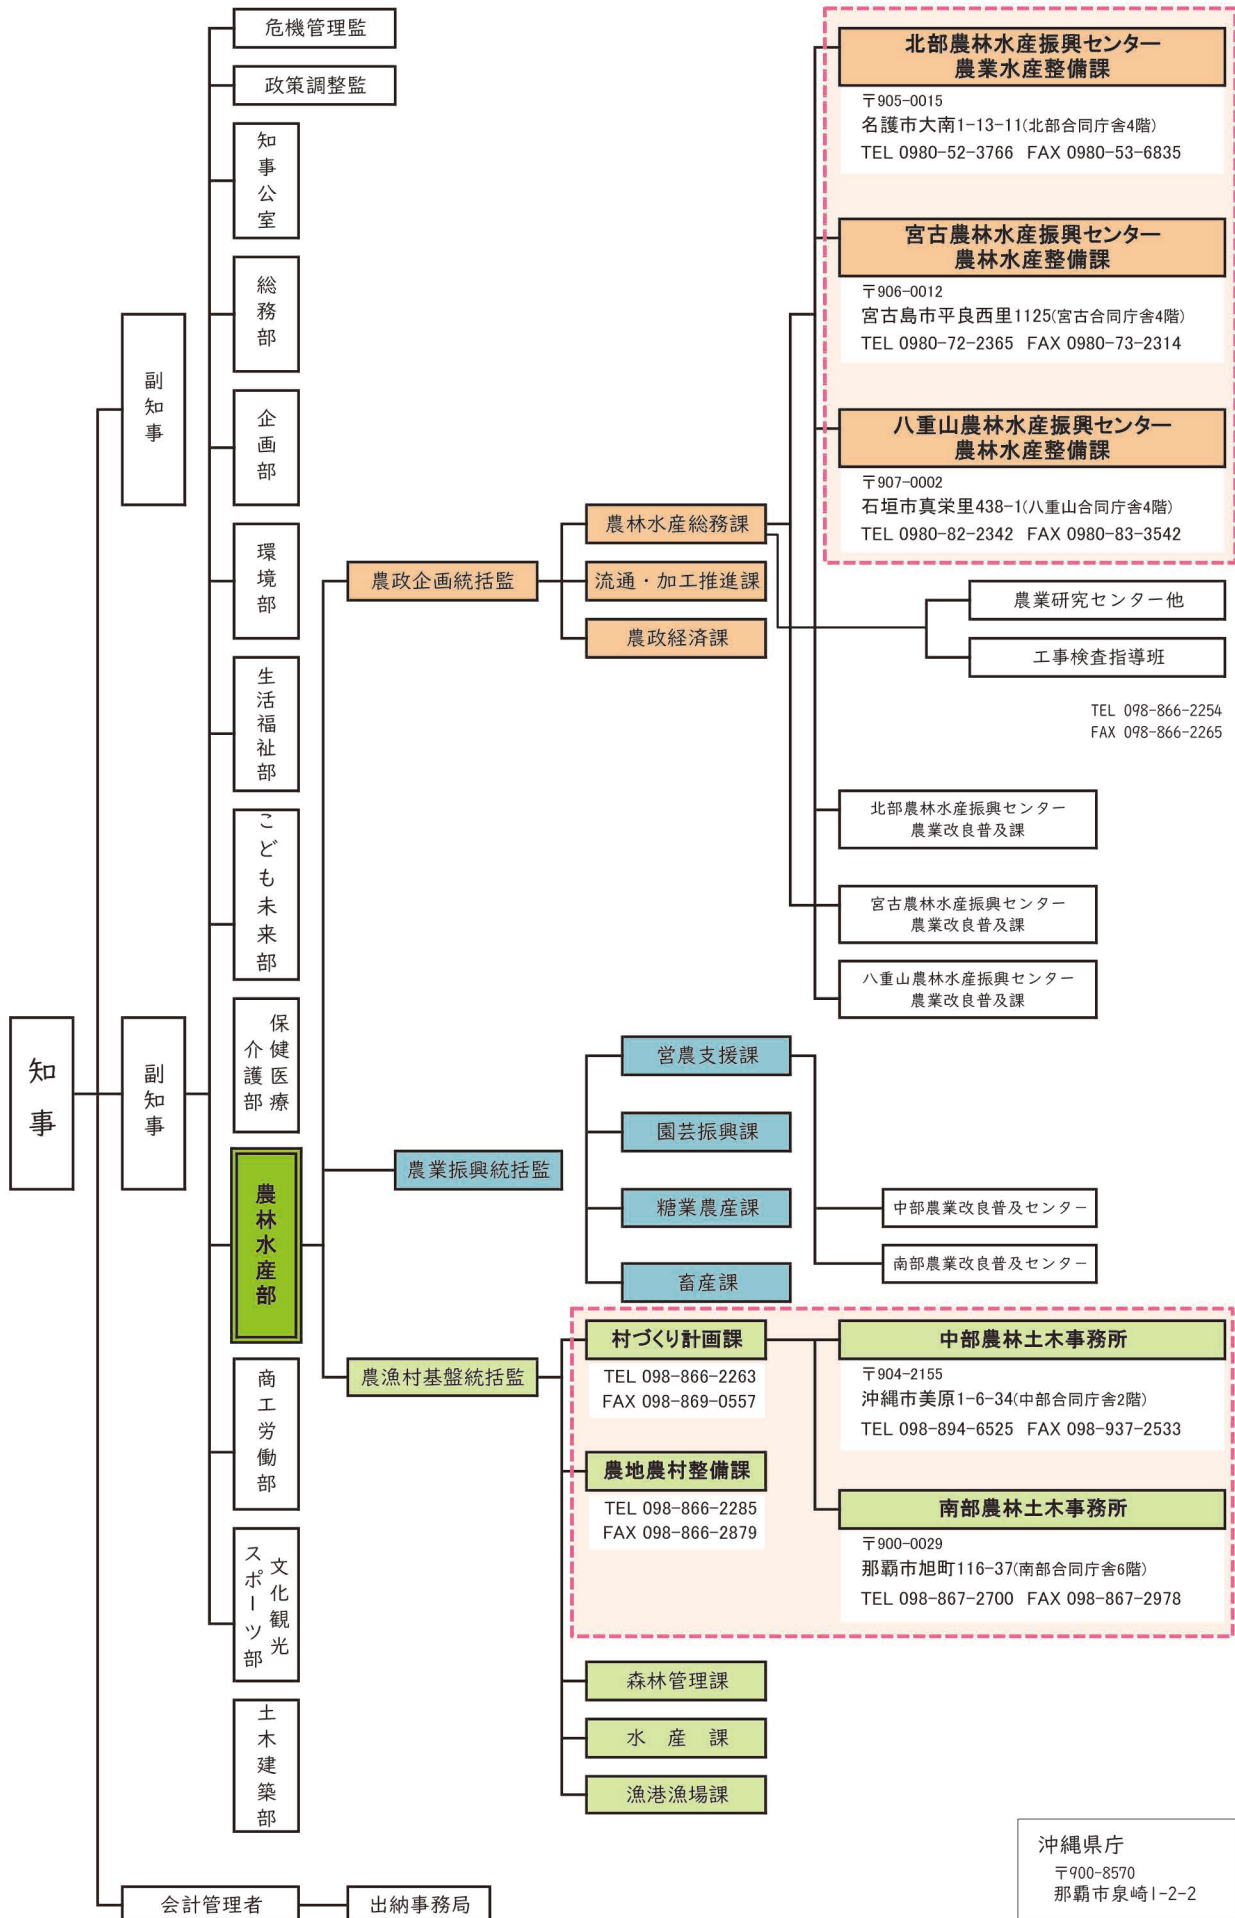 危機管理監
政策調整監
知事公室
総務部
企画部
環境部
生活福祉部
こども未来部
保健医療
介護部
農林水産部
商工労働部
文化観光
スポーツ部
土木建築部
知事
副知事
副知事
会計管理者
出納事務局
農政企画統括監
農林水産総務課
流通・加工推進課
農政経済課
北部農林水産振興センター
農業水産整備課
〒905-0015
名護市大南1-13-11(北部合同庁舎4階)
TEL 0980-52-3766 FAX 0980-53-6835
宮古農林水産振興センター
農林水産整備課
〒906-0012
宮古島市平良西里1125(宮古合同庁舎4階)
TEL 0980-72-2365 FAX 0980-73-2314
八重山農林水産振興センター
農林水産整備課
〒907-0002
石垣市真栄里438-1(八重山合同庁舎4階)
TEL 0980-82-2342 FAX 0980-83-3542
農業研究センター他
工事検査指導班
TEL 098-866-2254
FAX 098-866-2265
北部農林水産振興センター
農業改良普及課
宮古農林水産振興センター
農業改良普及課
八重山農林水産振興センター
農業改良普及課
農業振興統括監
営農支援課
園芸振興課
糖業農産課
畜産課
中部農業改良普及センター
南部農業改良普及センター
農漁村基盤統括監
村づくり計画課
TEL 098-866-2263
FAX 098-869-0557
農地農村整備課
TEL 098-866-2285
FAX 098-866-2879
中部農林土木事務所
〒904-2155
沖縄市美原1-6-34(中部合同庁舎2階)
TEL 098-894-6525 FAX 098-937-2533
南部農林土木事務所
〒900-0029
那覇市旭町116-37(南部合同庁舎6階)
TEL 098-867-2700 FAX 098-867-2978
森林管理課
水 産 課
漁港漁場課
沖縄県庁
〒900-8570
那覇市泉崎1-2-2